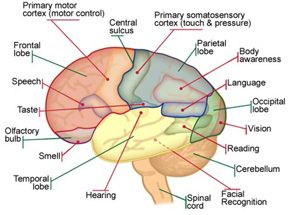 Primary motor
cortex (motor control)
Central
sulcus
Primary somatosensory
cortex (touch & pressure)
Parietal
lobe
Frontal
lobe
Body
awareness
Speech
Language
Taste
Occipital
lobe
Olfactory
bulb
Vision
Smell
Reading
Temporal
lobe
Cerebellum
Hearing
Spinal
cord
Facial
Recognition